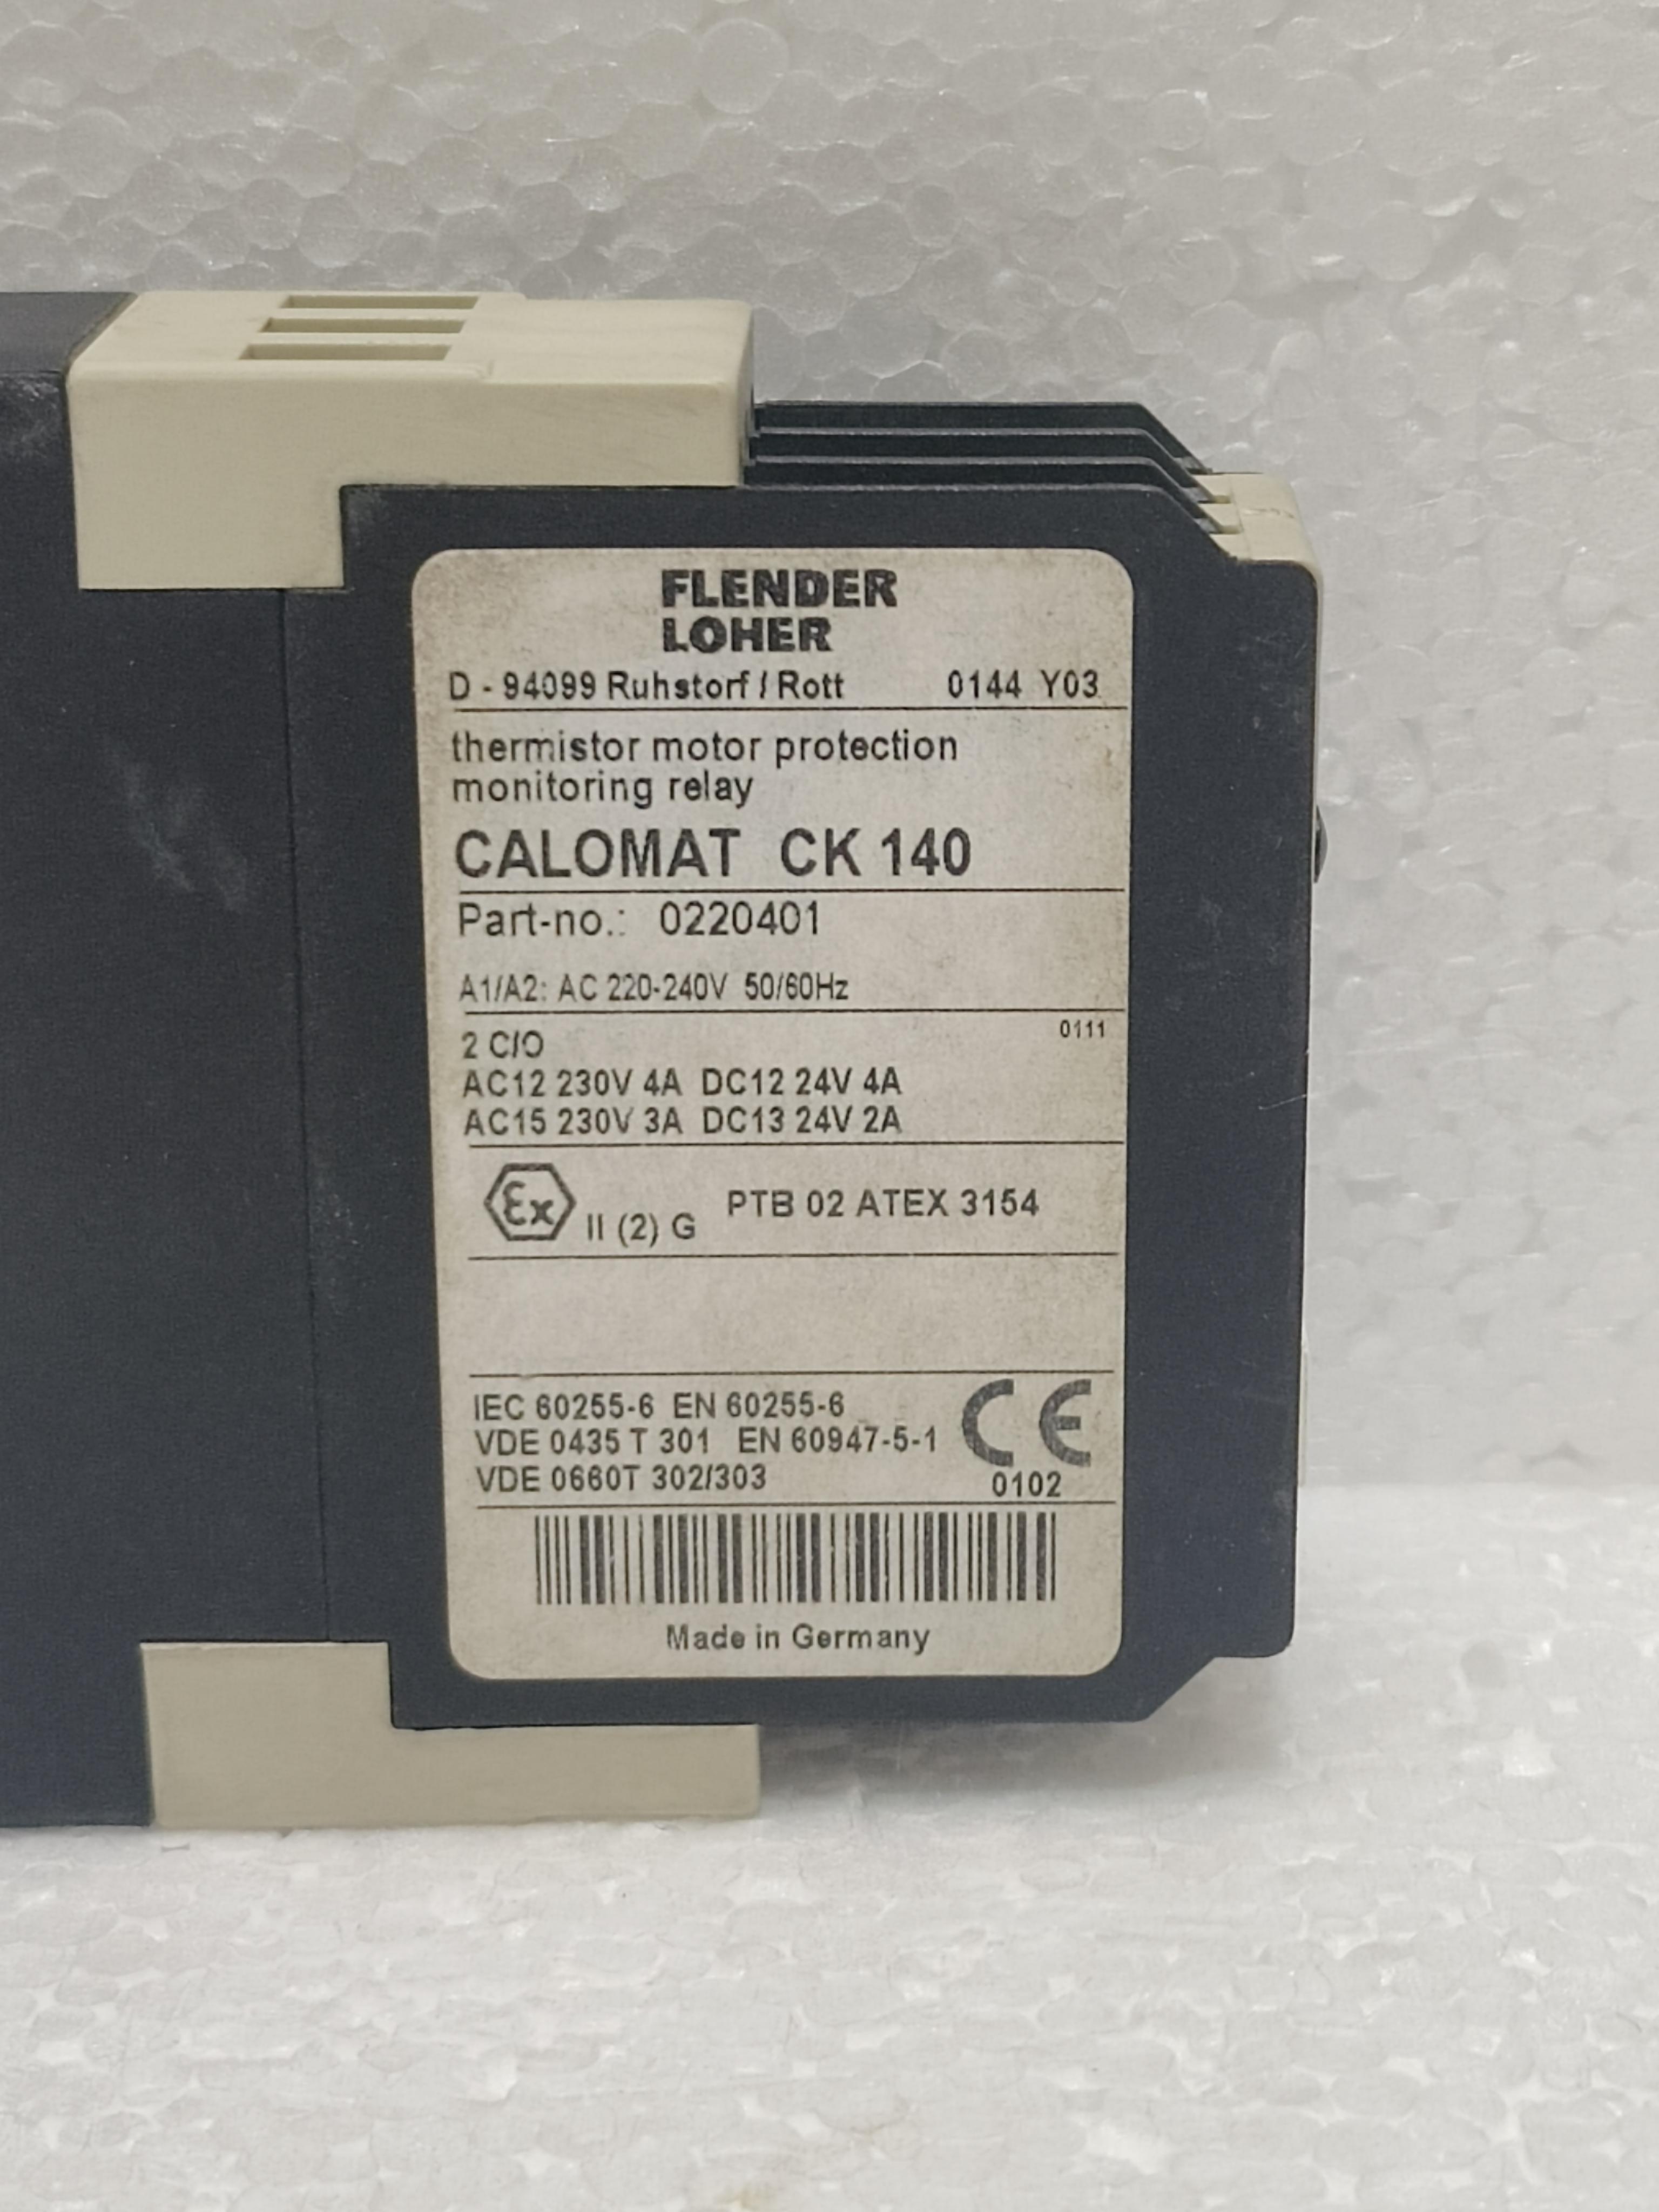 FLENDER
LOHER
D - 94099 Ruhstorf / Rott 0144 Y03
thermistor motor protection
monitoring relay
CALOMAT CK 140
Part-no.: 0220401
A1/A2: AC 220-240V 50/60Hz
2 C/O 0111
AC12 230V 4A DC12 24V 4A
AC15 230V 3A DC13 24V 2A
Ex II (2) G PTB 02 ATEX 3154
IEC 60255-6 EN 60255-6
VDE 0435 T 301 EN 60947-5-1 CE
VDE 0660T 302/303 0102
Made in Germany